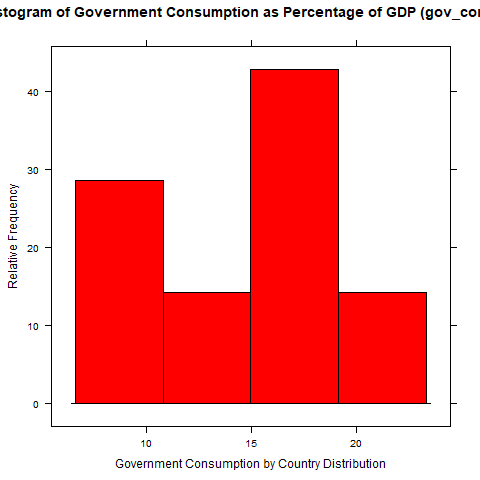 stogram of Government Consumption as Percentage of GDP (gov_con
40
30
20
10
0
Relative Frequency
10 15 20
Government Consumption by Country Distribution